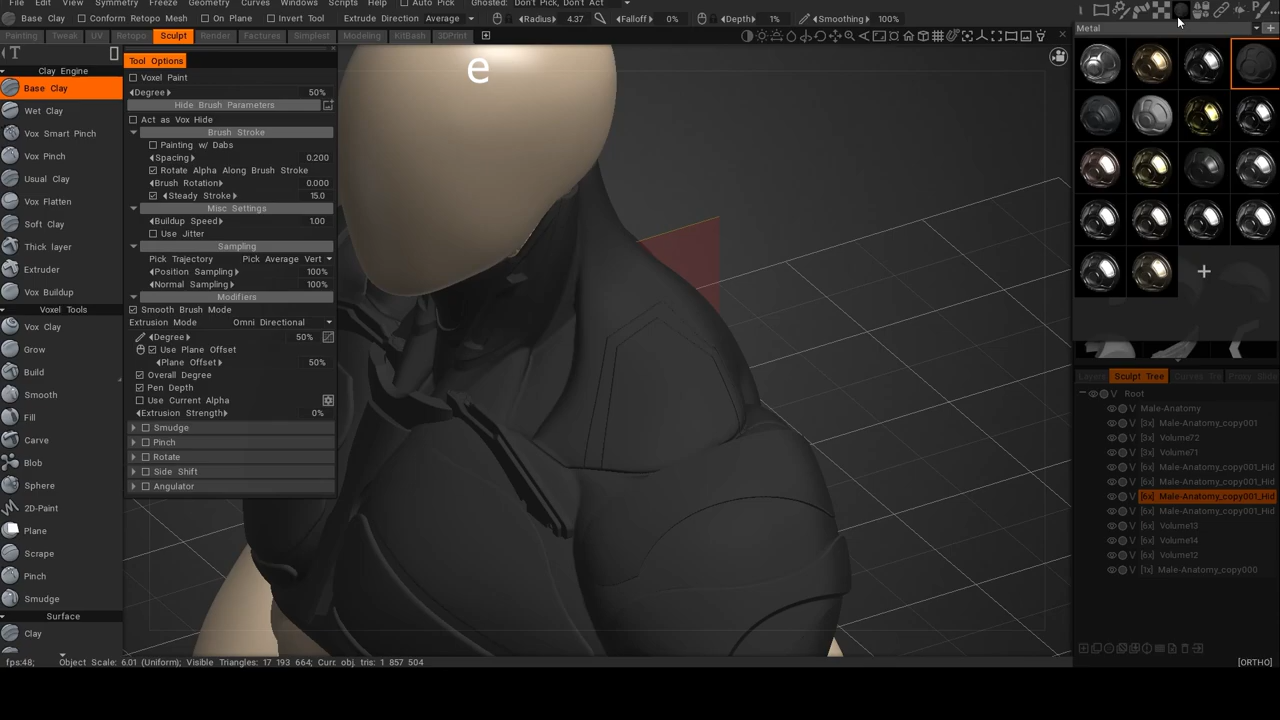 File Edit View Symmetry Freeze Geometry Curves Windows Scripts Help Auto Pick Ghosted: Don't Pick, Don't Act
Base Clay Conform Retopo Mesh On Plane Invert Tool Extrude Direction Average Radius 4.37 Falloff 0% Depth 1% Smoothing 100%
Painting Tweak UV Retopo Sculpt Render Factures Simplest Modeling KitBash 3DPrint
Metal
e
T
Tool Options
Clay Engine
Base Clay
Wet Clay
Vox Smart Pinch
Vox Pinch
Usual Clay
Vox Flatten
Soft Clay
Thick layer
Extruder
Vox Buildup
Voxel Tools
Vox Clay
Grow
Build
Smooth
Fill
Carve
Blob
Sphere
2D-Paint
Plane
Scrape
Pinch
Smudge
Surface
Clay
Voxel Paint
Degree 50%
Hide Brush Parameters
Act as Vox Hide
Brush Stroke
Painting w/ Dabs
Spacing 0.200
Rotate Alpha Along Brush Stroke
Brush Rotation 0.000
Steady Stroke 15.0
Misc Settings
Buildup Speed 1.00
Use Jitter
Sampling
Pick Trajectory Pick Average Vert
Position Sampling 100%
Normal Sampling 100%
Modifiers
Smooth Brush Mode
Extrusion Mode Omni Directional
Degree 50%
Use Plane Offset
Plane Offset 50%
Overall Degree
Pen Depth
Use Current Alpha
Extrusion Strength 0%
Smudge
Pinch
Rotate
Side Shift
Angulator
Layers Sculpt Tree Curves Tre Proxy Slider
V Root
V Male-Anatomy
V [3x] Male-Anatomy_copy001
V [3x] Volume72
V [3x] Volume71
V [6x] Male-Anatomy_copy001_Hid
V [6x] Male-Anatomy_copy001_Hid
V [6x] Male-Anatomy_copy001_Hid
V [6x] Male-Anatomy_copy001_Hid
V [6x] Volume13
V [6x] Volume14
V [6x] Volume12
V [1x] Male-Anatomy_copy000
fps:48; Object Scale: 6.01 (Uniform); Visible Triangles: 17 193 664; Curr. obj. tris: 1 857 504
[ORTHO]